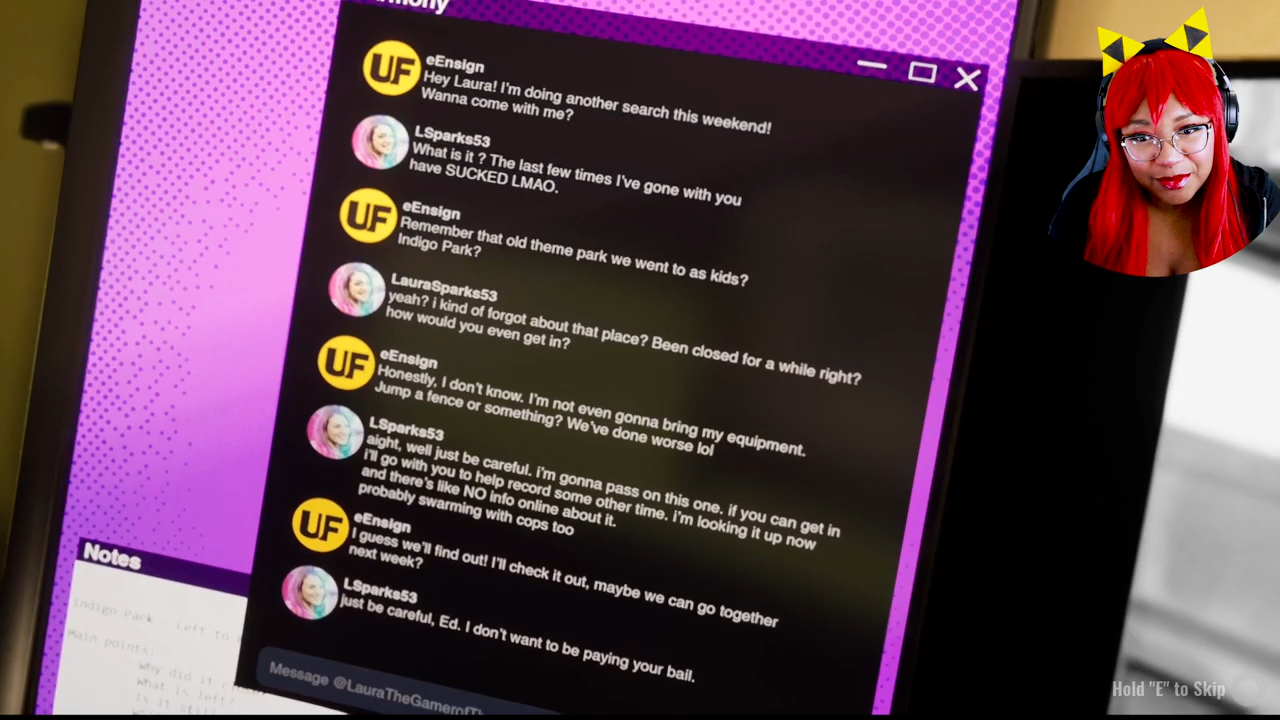 UF
eEnsign
Hey Laura! I'm doing another search this weekend!
Wanna come with me?
LSparks53
What is it ? The last few times I've gone with you
have SUCKED LMAO.
UF
eEnsign
Remember that old theme park we went to as kids?
Indigo Park?
LauraSparks53
yeah? i kind of forgot about that place? Been closed for a while right?
how would you even get in?
UF
eEnsign
Honestly, I don't know. I'm not even gonna bring my equipment.
Jump a fence or something? We've done worse lol
LSparks53
aight, well just be careful. i'm gonna pass on this one. if you can get in
i'll go with you to help record some other time. i'm looking it up now
and there's like NO info online about it.
probably swarming with cops too
UF
eEnsign
I guess we'll find out! I'll check it out, maybe we can go together
next week?
LSparks53
just be careful, Ed. I don't want to be paying your bail.
Message @LauraTheGamerofTh
Notes
Indigo Park - Left to
Main points:
Why did it
What is left?
Is it
Hold "E" to Skip